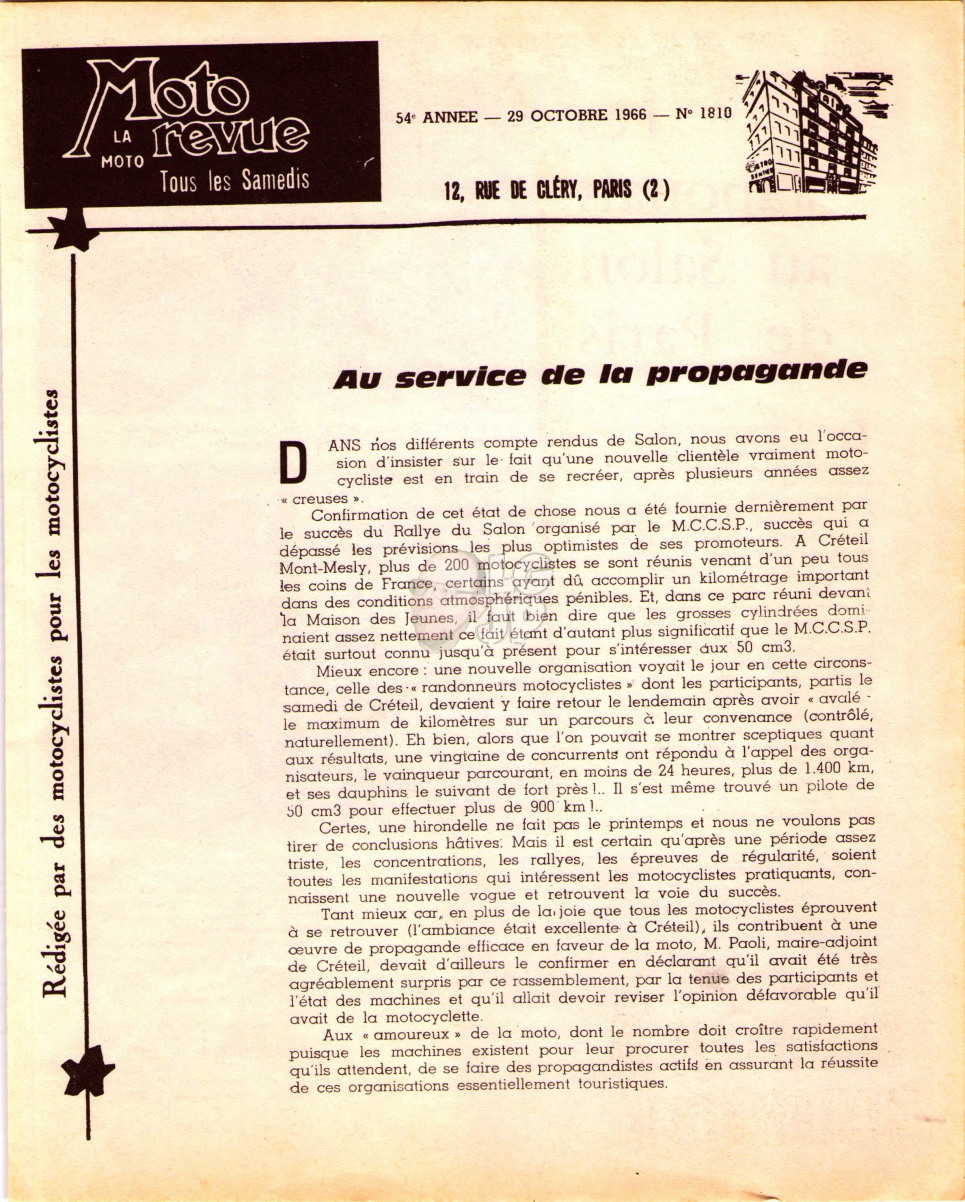 Moto
revue
LA
MOTO
Tous les Samedis
54e ANNEE — 29 OCTOBRE 1966 — No 1810
12, RUE DE CLÉRY, PARIS (2)
Rédigée par des motocyclistes pour les motocyclistes
Au service de la propagande
DANS nos différents compte rendus de Salon, nous avons eu l'occa-
sion d'insister sur le fait qu'une nouvelle clientèle vraiment moto-
cycliste est en train de se recréer, après plusieurs années assez
« creuses ».
Confirmation de cet état de chose nous a été fournie dernièrement par
le succès du Rallye du Salon organisé par le M.C.C.S.P., succès qui a
dépassé les prévisions les plus optimistes de ses promoteurs. A Créteil
Mont-Mesly, plus de 200 motocyclistes se sont réunis venant d'un peu tous
les coins de France, certains ayant dû accomplir un kilométrage important
dans des conditions atmosphériques pénibles. Et, dans ce parc réuni devant
la Maison des Jeunes, il faut bien dire que les grosses cylindrées domi-
naient assez nettement ce fait étant d'autant plus significatif que le M.C.C.S.P.
était surtout connu jusqu'à présent pour s'intéresser aux 50 cm3.
Mieux encore : une nouvelle organisation voyait le jour en cette circons-
tance, celle des « randonneurs motocyclistes » dont les participants, partis le
samedi de Créteil, devaient y faire retour le lendemain après avoir « avalé -
le maximum de kilomètres sur un parcours à leur convenance (contrôlé,
naturellement). Eh bien, alors que l'on pouvait se montrer sceptiques quant
aux résultats, une vingtaine de concurrents ont répondu à l'appel des orga-
nisateurs, le vainqueur parcourant, en moins de 24 heures, plus de 1.400 km,
et ses dauphins le suivant de fort près !.. Il s'est même trouvé un pilote de
50 cm3 pour effectuer plus de 900 km !..
Certes, une hirondelle ne fait pas le printemps et nous ne voulons pas
tirer de conclusions hâtives. Mais il est certain qu'après une période assez
triste, les concentrations, les rallyes, les épreuves de régularité, soient
toutes les manifestations qui intéressent les motocyclistes pratiquants, con-
naissent une nouvelle vogue et retrouvent la voie du succès.
Tant mieux car, en plus de la joie que tous les motocyclistes éprouvent
à se retrouver (l'ambiance était excellente à Créteil), ils contribuent à une
œuvre de propagande efficace en faveur de la moto, M. Paoli, maire-adjoint
de Créteil, devait d'ailleurs le confirmer en déclarant qu'il avait été très
agréablement surpris par ce rassemblement, par la tenue des participants et
l'état des machines et qu'il allait devoir reviser l'opinion défavorable qu'il
avait de la motocyclette.
Aux « amoureux » de la moto, dont le nombre doit croître rapidement
puisque les machines existent pour leur procurer toutes les satisfactions
qu'ils attendent, de se faire des propagandistes actifs en assurant la réussite
de ces organisations essentiellement touristiques.